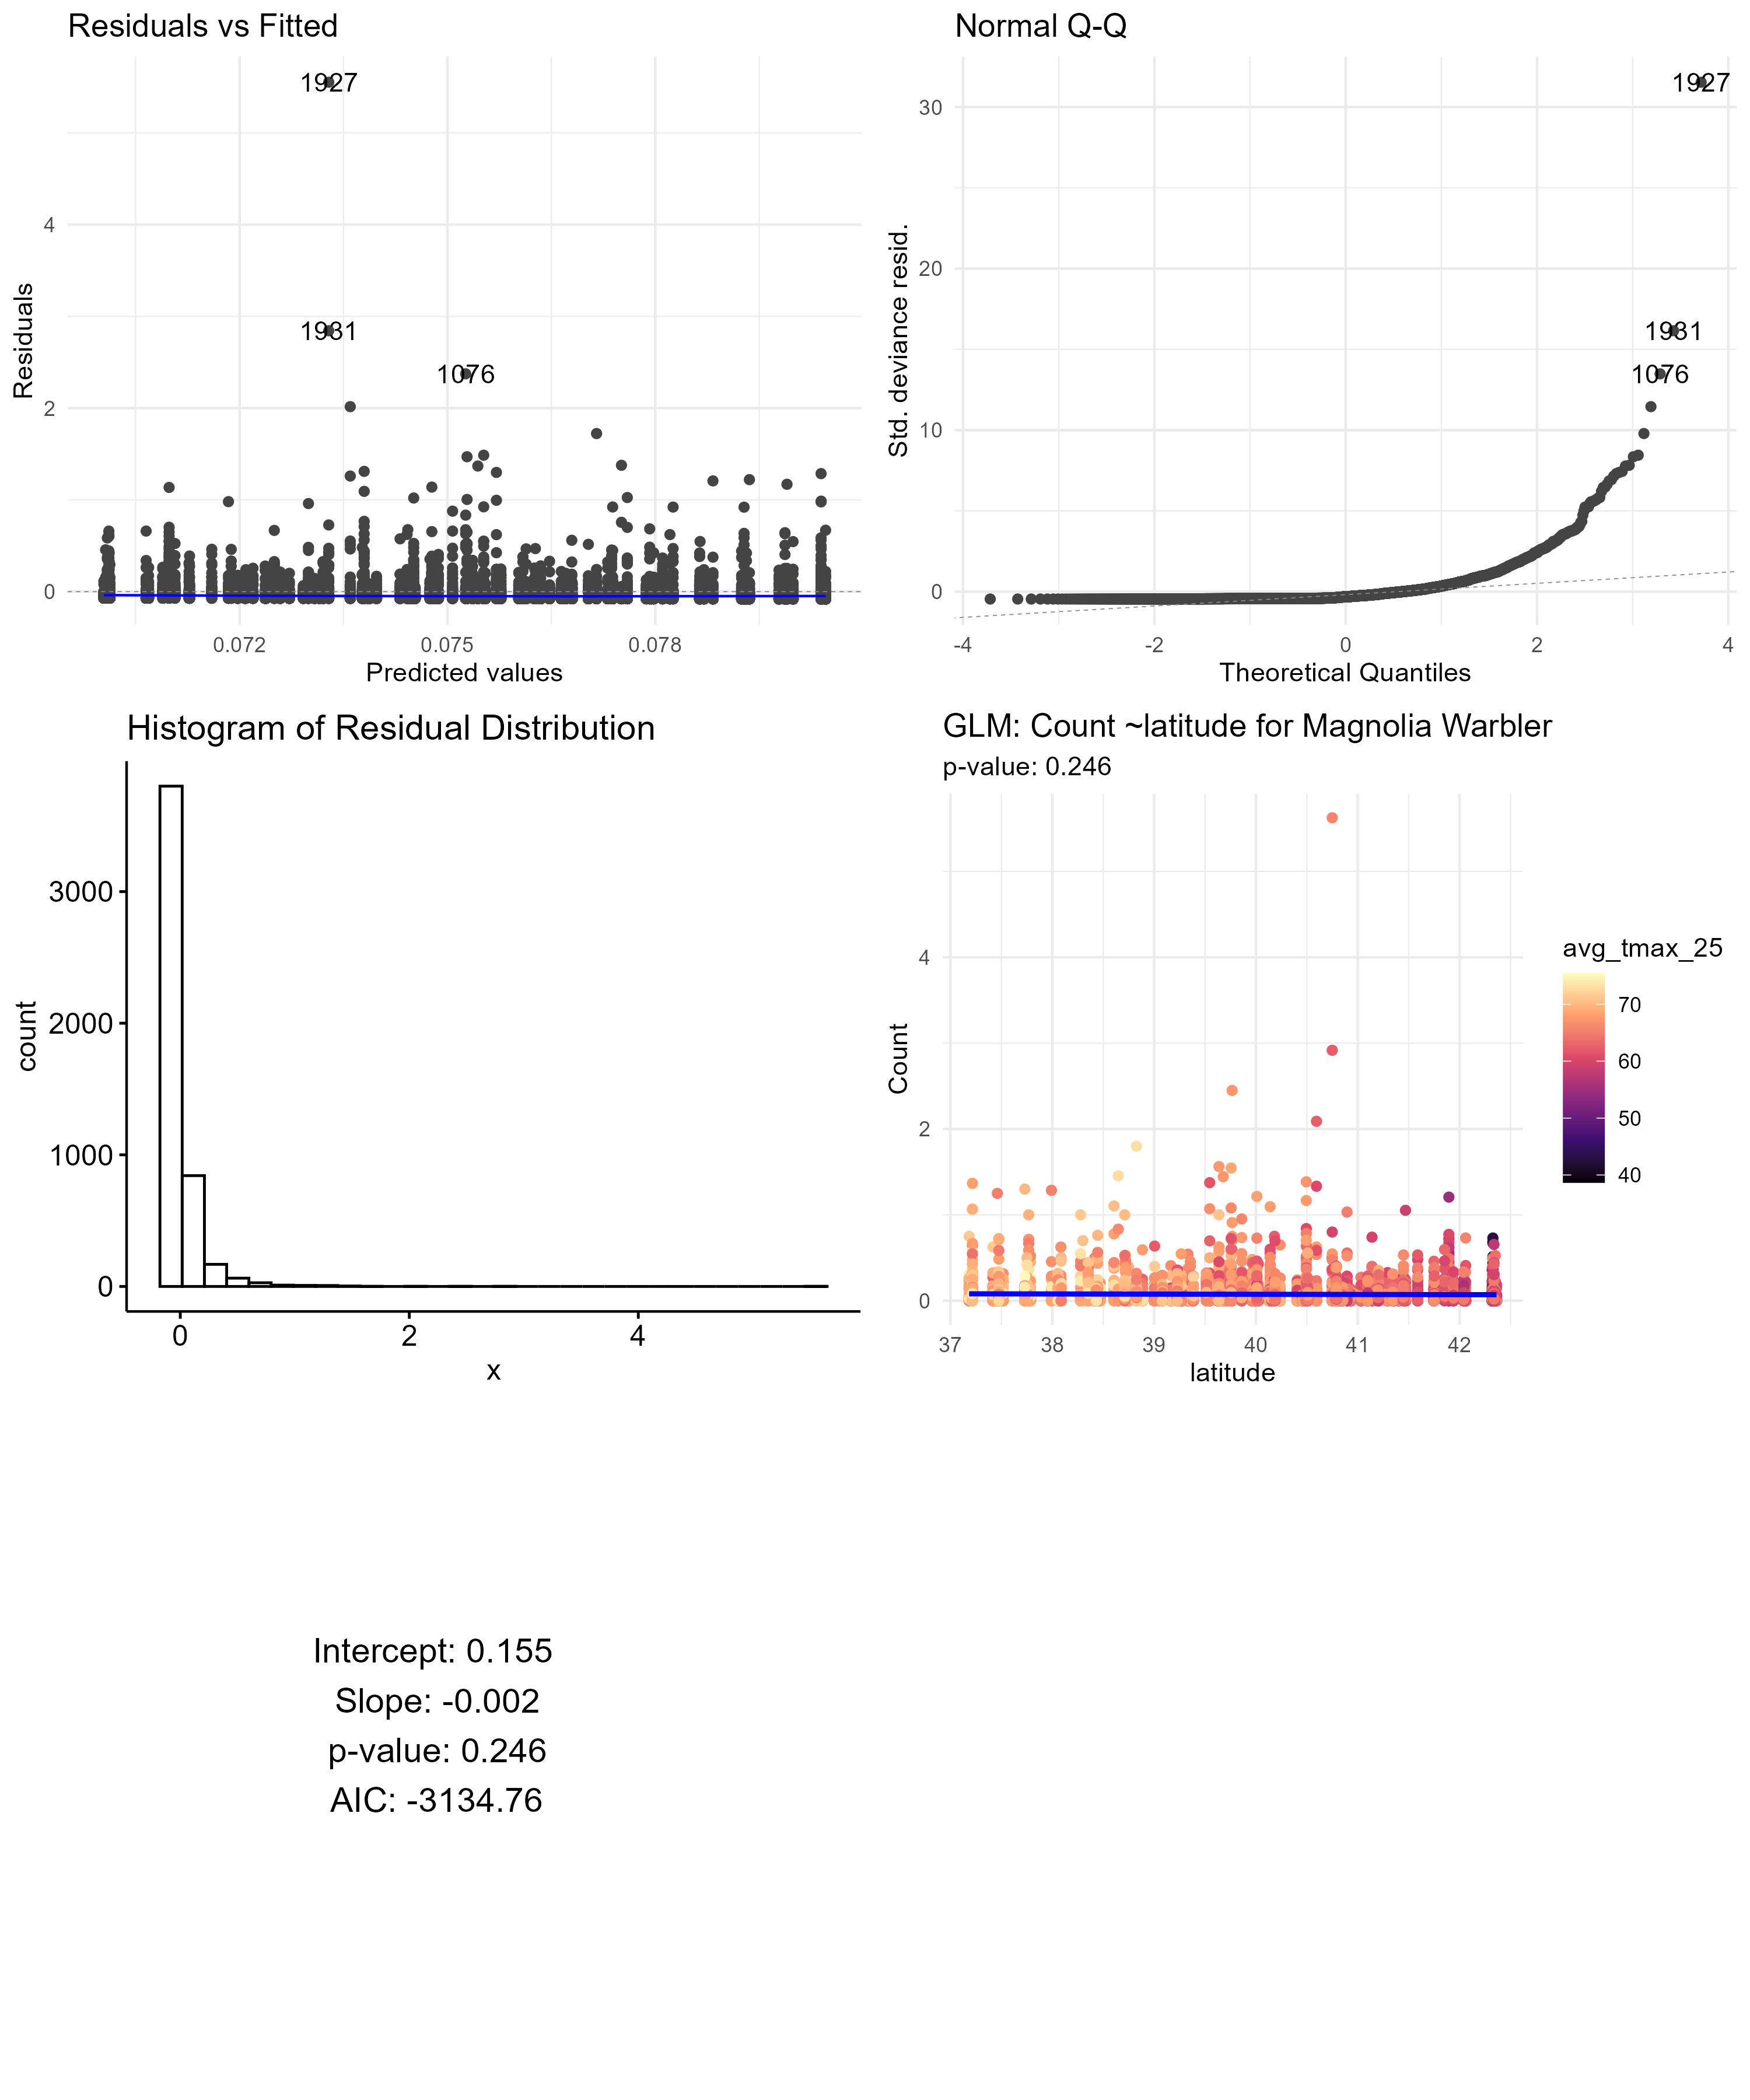 Residuals vs Fitted
1927
1981
1076
4
2
0
Residuals
0.072
0.075
0.078
Predicted values
Normal Q-Q
1927
1981
1076
30
20
10
0
Std. deviance resid.
-4
-2
0
2
4
Theoretical Quantiles
Histogram of Residual Distribution
3000
2000
1000
0
count
0
2
4
x
GLM: Count ~latitude for Magnolia Warbler
p-value: 0.246
4
2
0
Count
37
38
39
40
41
42
latitude
avg_tmax_25
70
60
50
40
Intercept: 0.155
Slope: -0.002
p-value: 0.246
AIC: -3134.76